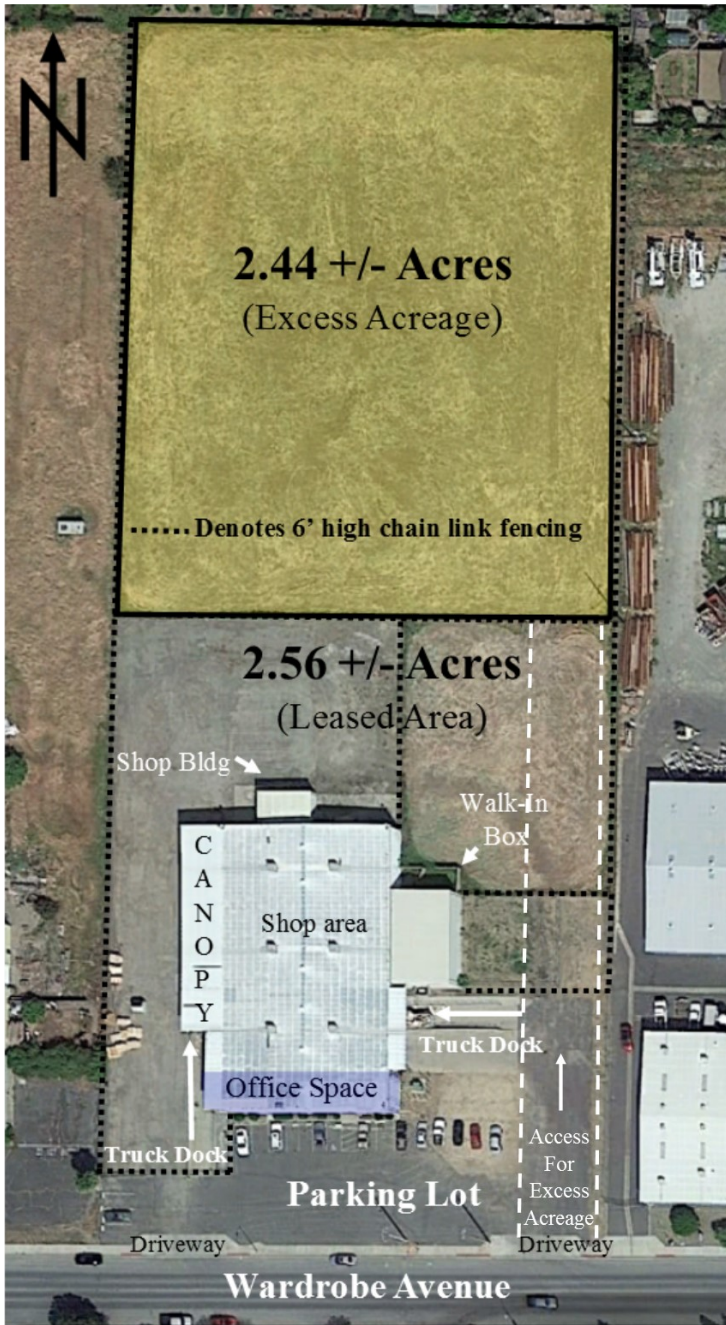 N
2.44 +/- Acres
(Excess Acreage)
Denotes 6’ high chain link fencing
2.56 +/- Acres
(Leased Area)
Shop Bldg
Walk-In
Box
CANOPY
Shop area
Truck Dock
Office Space
Truck Dock
Access
For
Excess
Acreage
Parking Lot
Driveway
Driveway
Wardrobe Avenue